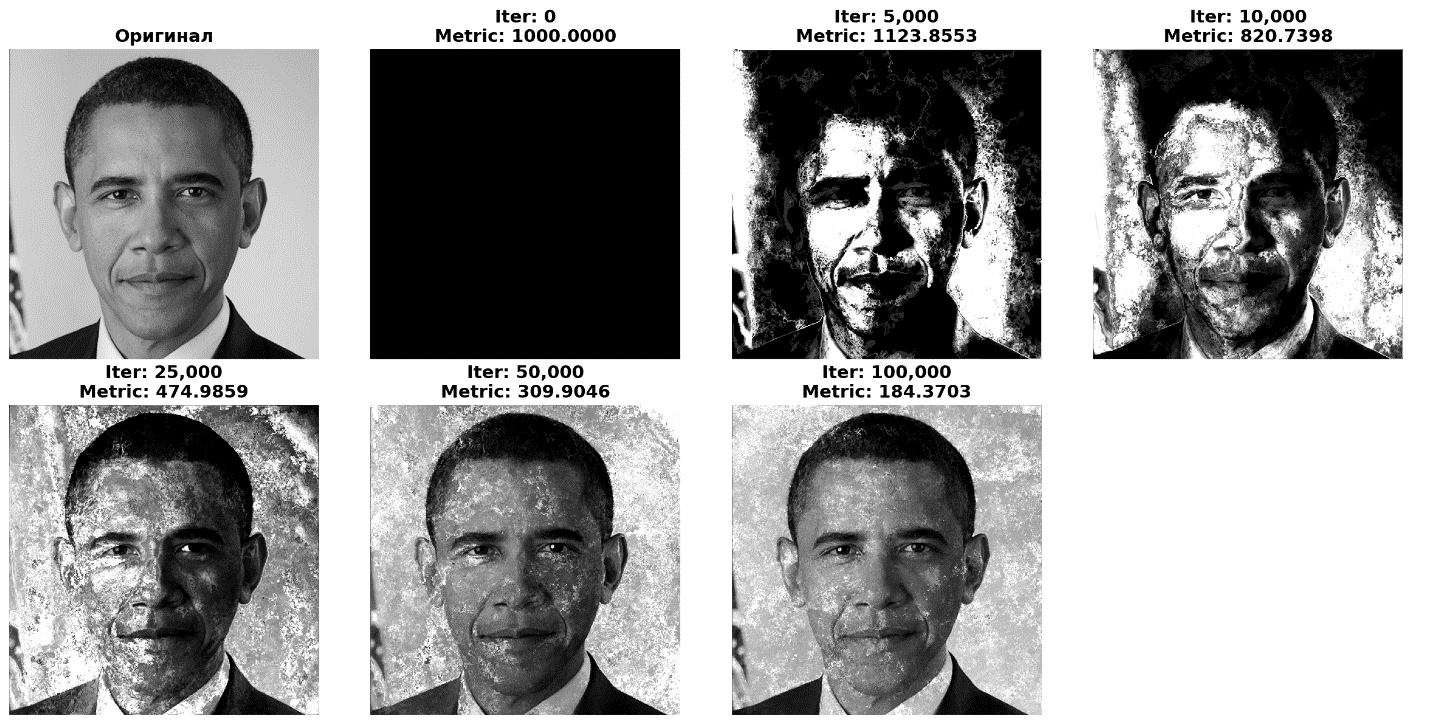 Оригинал
Iter: 0
Metric: 1000.0000
Iter: 5,000
Metric: 1123.8553
Iter: 10,000
Metric: 820.7398
Iter: 25,000
Metric: 474.9859
Iter: 50,000
Metric: 309.9046
Iter: 100,000
Metric: 184.3703